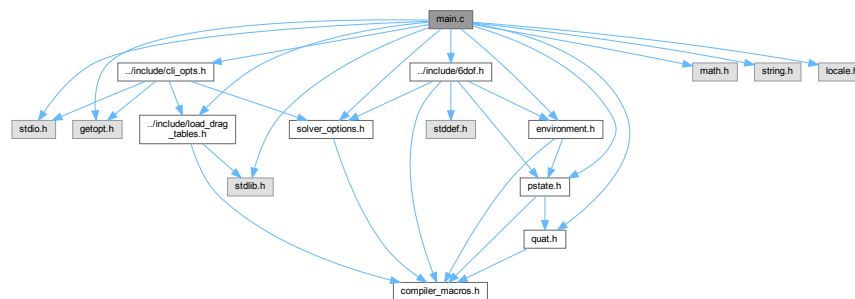 main.c
../include/cli_opts.h
../include/6dof.h
math.h
string.h
locale.h
stdio.h
getopt.h
../include/load_drag
_tables.h
solver_options.h
stddef.h
environment.h
stdlib.h
pstate.h
quat.h
compiler_macros.h